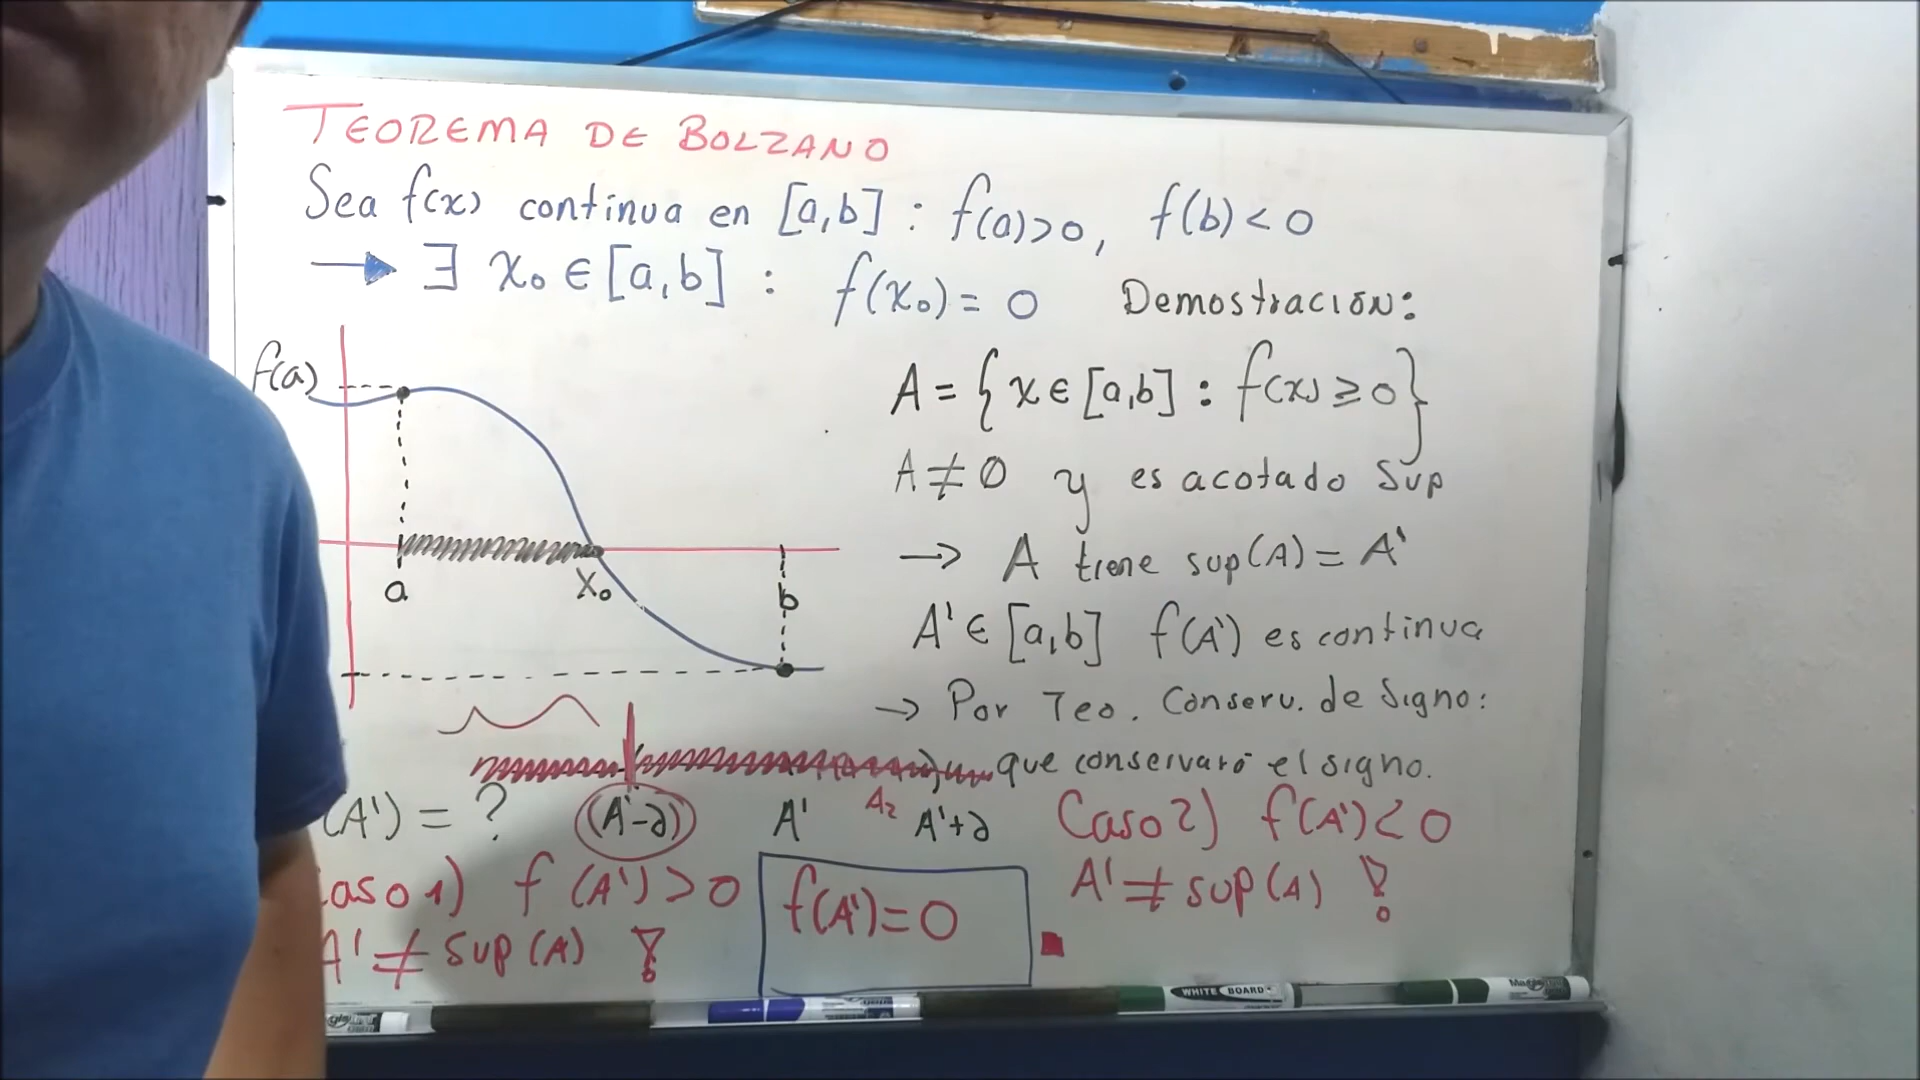 TEOREMA DE BOLZANO
Sea f(x) continua en [a,b] : f(a)>0, f(b)<0
→ ∃ x₀ ∈ [a,b] : f(x₀) = 0 Demostración:
f(a)
A = {x ∈ [a,b] : f(x) ≥ 0}
A ≠ ∅ y es acotado Sup
→ A tiene sup(A) = A'
a x₀ b
A' ∈ [a,b] f(A') es continua
→ Por Teo. Conserv. de Signo:
que conservará el signo.
(A') = ? (A'-∂) A' A₂ A'+∂
Caso 2) f(A') < 0
aso 1) f(A') > 0
A' ≠ sup(A) !
f(A') = 0
A' ≠ sup(A) !
WHITE BOARD